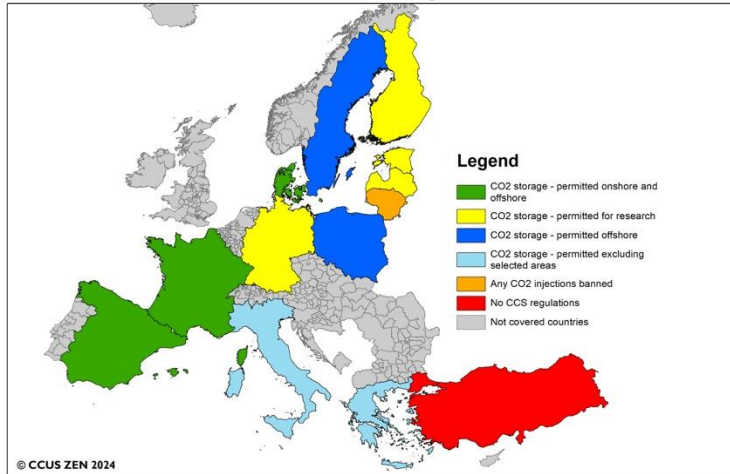 Legend
CO2 storage - permitted onshore and
offshore
CO2 storage - permitted for research
CO2 storage - permitted offshore
CO2 storage - permitted excluding
selected areas
Any CO2 injections banned
No CCS regulations
Not covered countries
© CCUS ZEN 2024